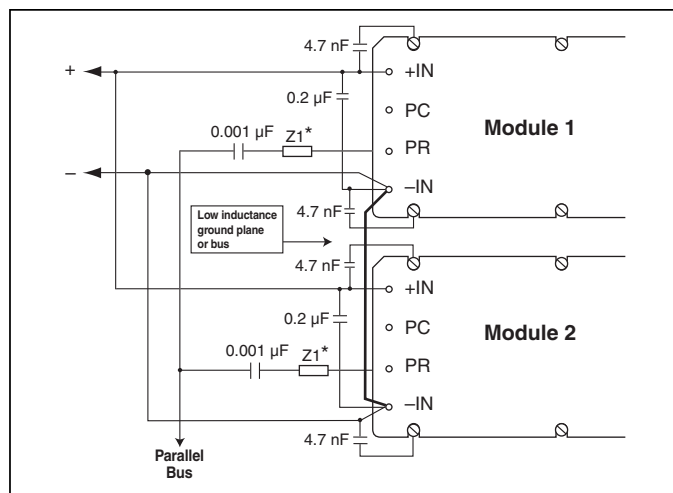 4.7 nF
+
+IN
0.2 µF
PC
Module 1
0.001 µF
Z1*
PR
–
–IN
4.7 nF
Low inductance
ground plane
or bus
4.7 nF
+IN
0.2 µF
PC
Module 2
0.001 µF
Z1*
PR
–IN
4.7 nF
Parallel
Bus